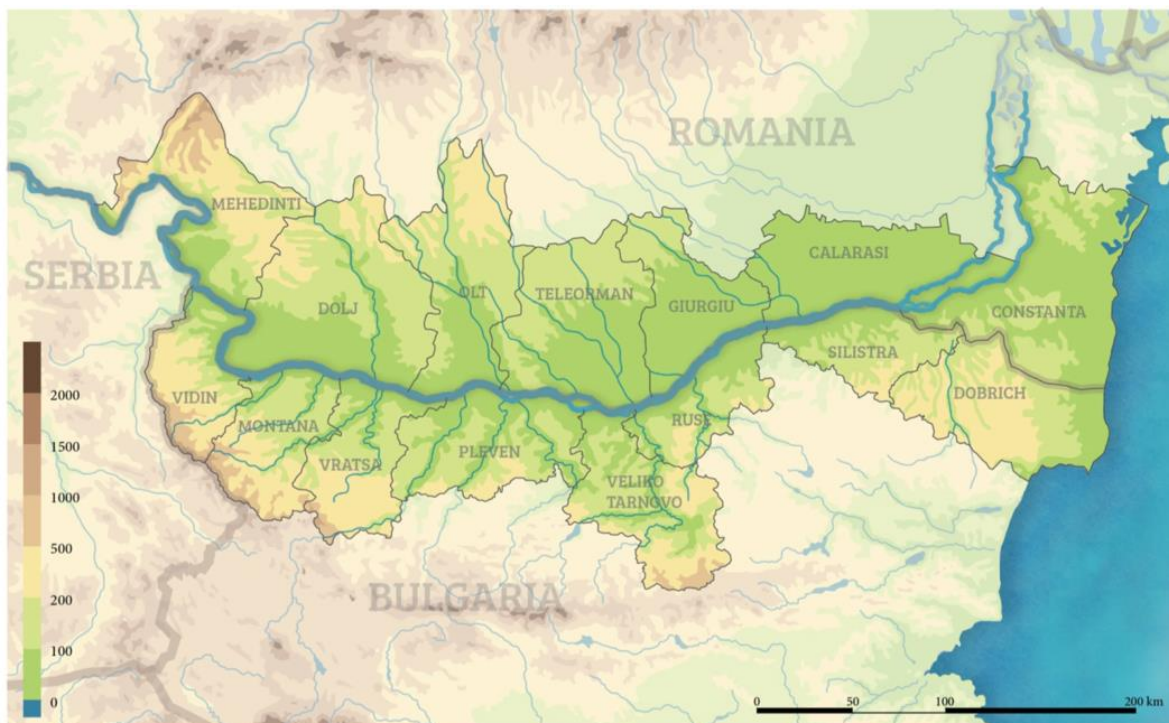 ROMANIA
MEHEDINTI
CALARASI
SERBIA
DOLJ
OLT
TELEORMAN
GIURGIU
CONSTANTA
SILISTRA
VIDIN
DOBRICH
MONTANA
RUSE
VRATSA
PLEVEN
VELIKO
TARNOVO
BULGARIA
2000
1500
1000
500
200
100
0
0 50 100 200 km